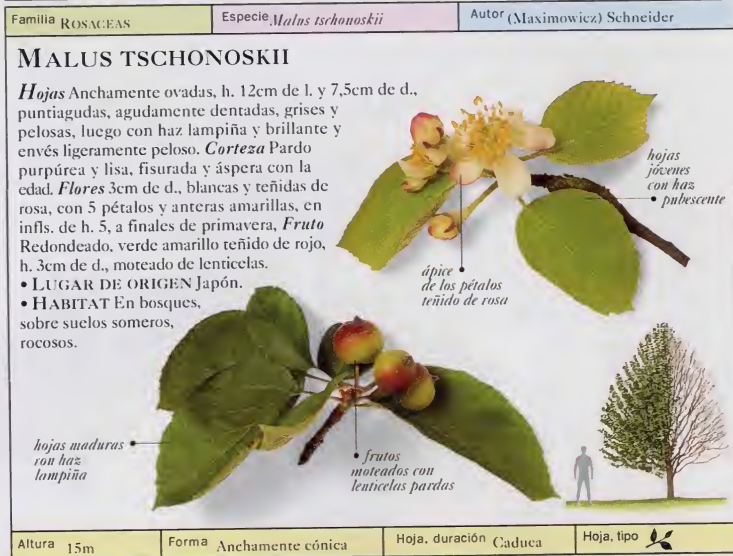 Familia ROSACEAS
Especie Malus tschonoskii
Autor (Maximowicz) Schneider
MALUS TSCHONOSKII
Hojas Anchamente ovadas, h. 12cm de l. y 7,5cm de d.,
puntiagudas, agudamente dentadas, grises y
pelosas, luego con haz lampiña y brillante y
envés ligeramente peloso. Corteza Pardo
purpúrea y lisa, fisurada y áspera con la
edad. Flores 3cm de d., blancas y teñidas de
rosa, con 5 pétalos y anteras amarillas, en
infls. de h. 5, a finales de primavera, Fruto
Redondeado, verde amarillo teñido de rojo,
h. 3cm de d., moteado de lenticelas.
• LUGAR DE ORIGEN Japón.
• HABITAT En bosques,
sobre suelos someros,
rocosos.
hojas
jóvenes
con haz
pubescente
ápice
de los pétalos
teñido de rosa
hojas maduras
ron haz
lampiña
frutos
moteados con
lenticelas pardas
Altura 15m
Forma Anchamente cónica
Hoja, duración Caduca
Hoja, tipo